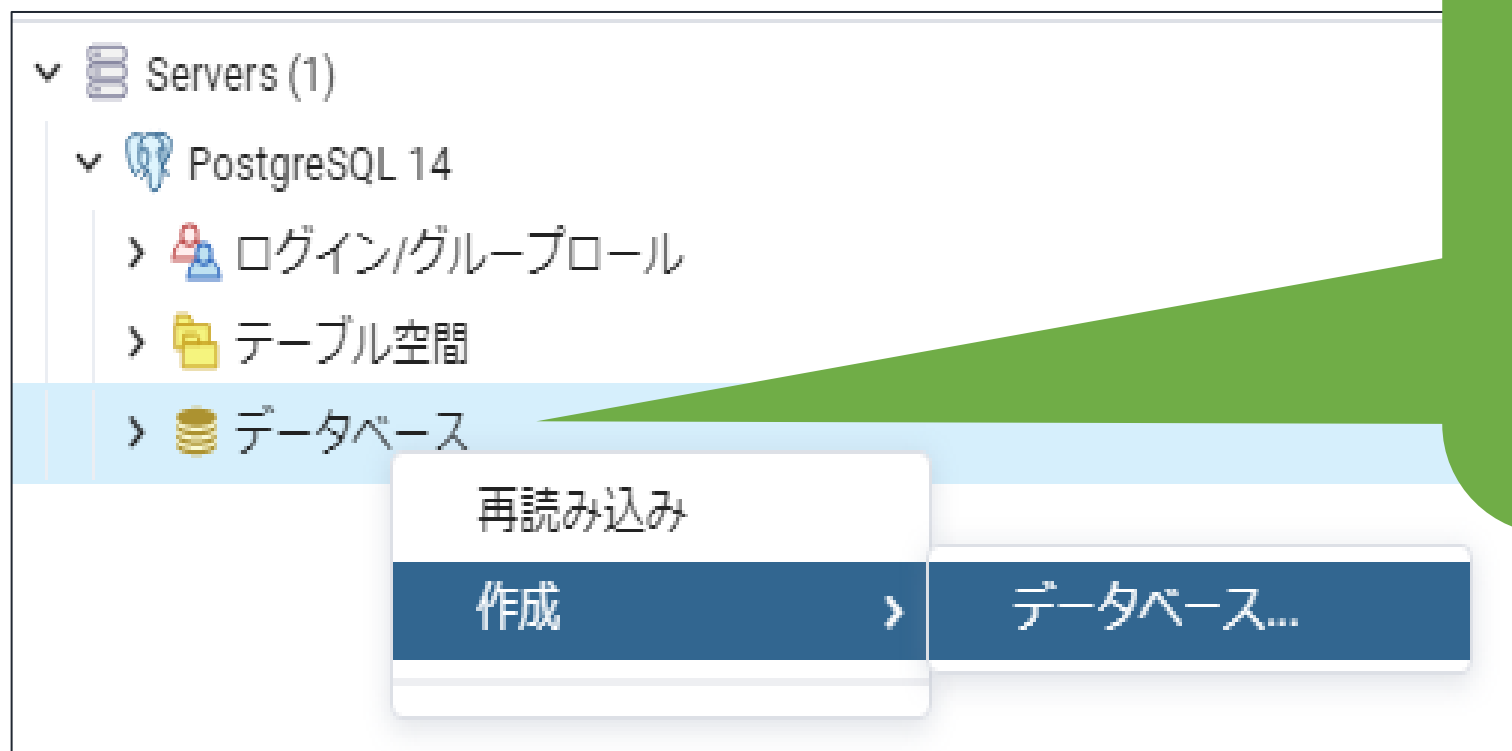 Servers (1)
PostgreSQL 14
ログイン/グループロール
テーブル空間
データベース
再読み込み
作成
データベース...